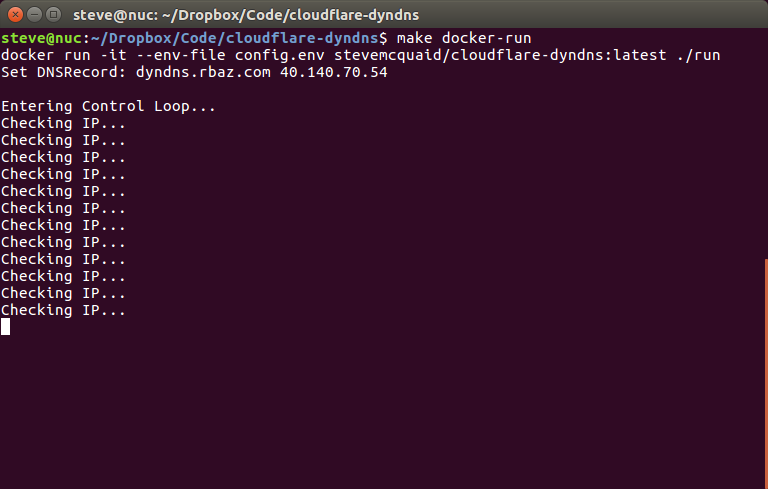 steve@nuc: ~/Dropbox/Code/cloudflare-dyndns
steve@nuc:~/Dropbox/Code/cloudflare-dyndns$ make docker-run
docker run -it --env-file config.env stevemcquaid/cloudflare-dyndns:latest ./run
Set DNSRecord: dyndns.rbaz.com 40.140.70.54
Entering Control Loop...
Checking IP...
Checking IP...
Checking IP...
Checking IP...
Checking IP...
Checking IP...
Checking IP...
Checking IP...
Checking IP...
Checking IP...
Checking IP...
Checking IP...